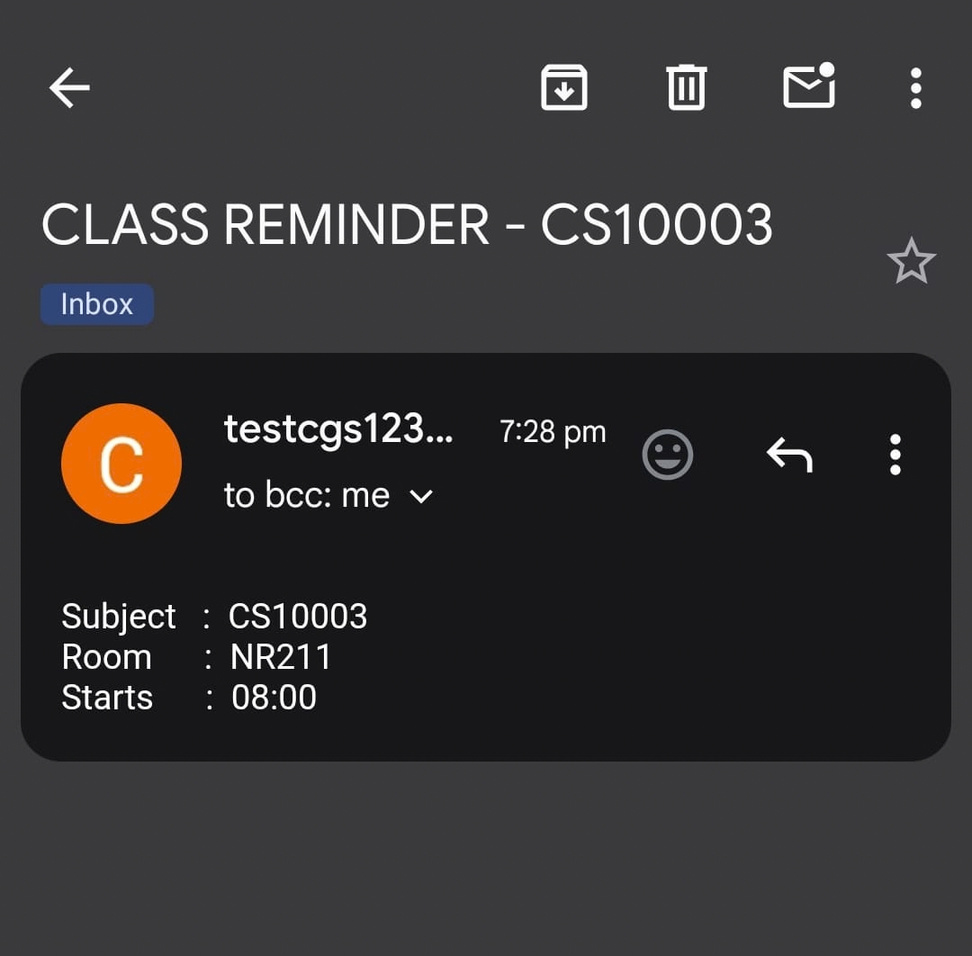 CLASS REMINDER - CS10003
Inbox
C
testcgs123... 7:28 pm
to bcc: me
Subject : CS10003
Room : NR211
Starts : 08:00